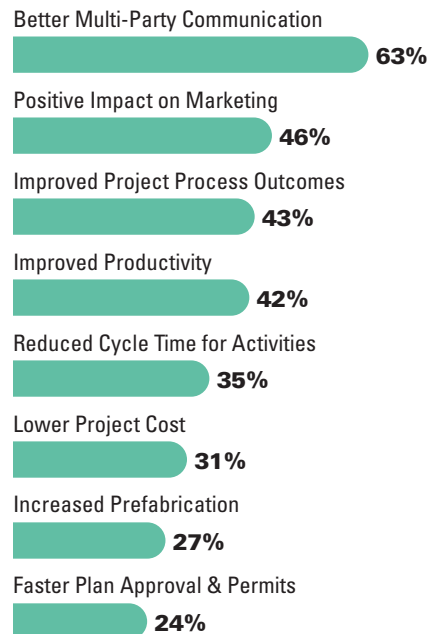 Better Multi-Party Communication
63%
Positive Impact on Marketing
46%
Improved Project Process Outcomes
43%
Improved Productivity
42%
Reduced Cycle Time for Activities
35%
Lower Project Cost
31%
Increased Prefabrication
27%
Faster Plan Approval & Permits
24%